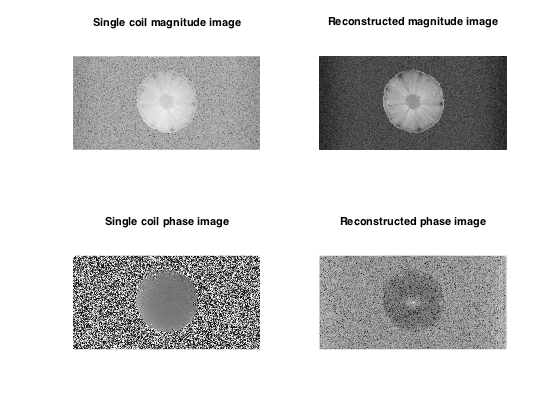 Single coil magnitude image
Reconstructed magnitude image
Single coil phase image
Reconstructed phase image